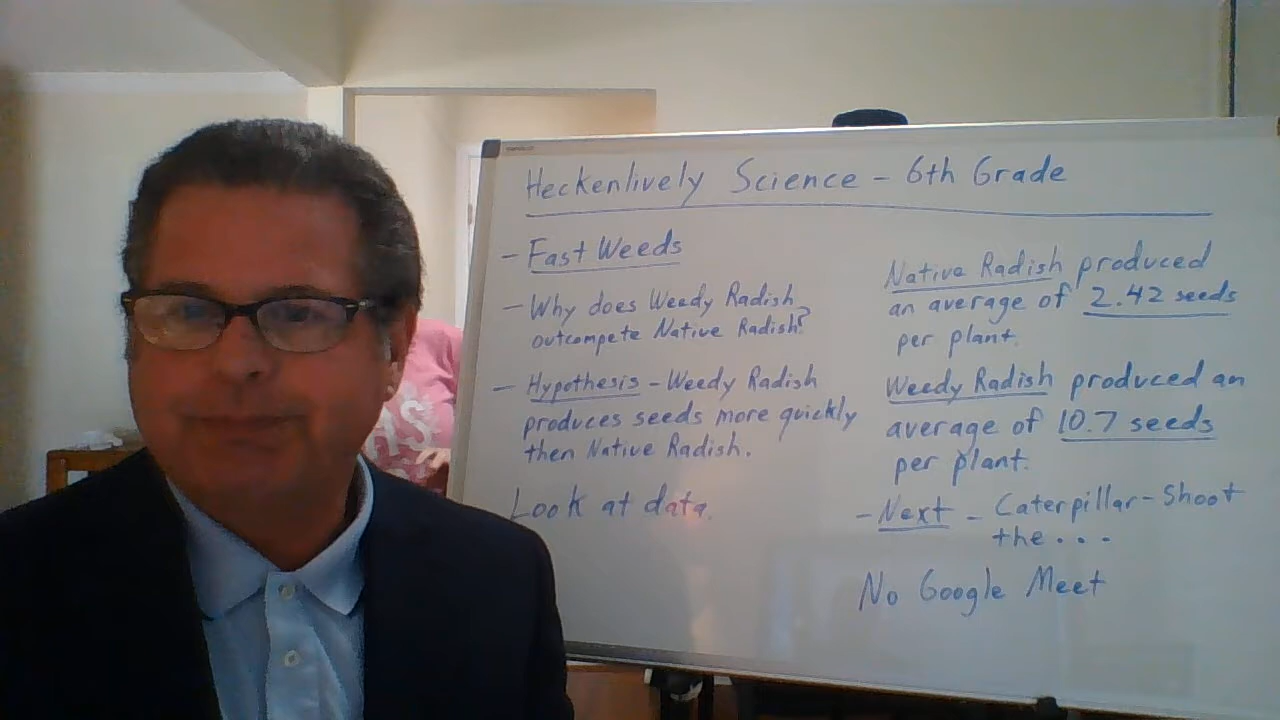 Heckenlively Science - 6th Grade
- Fast Weeds
- Why does Weedy Radish
outcompete Native Radish?
- Hypothesis - Weedy Radish
produces seeds more quickly
then Native Radish.
Look at data.
Native Radish produced
an average of 2.42 seeds
per plant.
Weedy Radish produced an
average of 10.7 seeds
per plant.
- Next - Caterpillar-Shoot
the . . .
No Google Meet